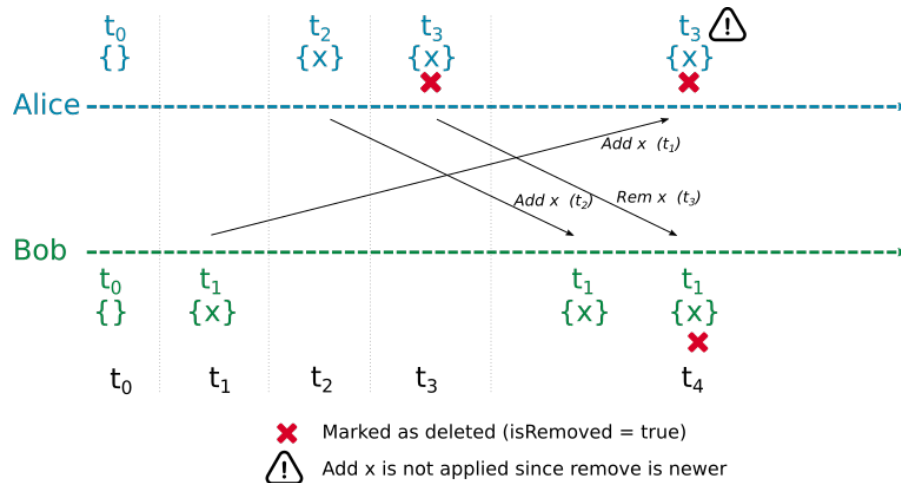 t₀ t₂ t₃ t₃
{} {x} {x} {x}
Alice
Add x (t₁)
Add x (t₂) Rem x (t₃)
Bob
t₀ t₁ t₁ t₁
{} {x} {x} {x}
t₀ t₁ t₂ t₃ t₄
Marked as deleted (isRemoved = true)
Add x is not applied since remove is newer